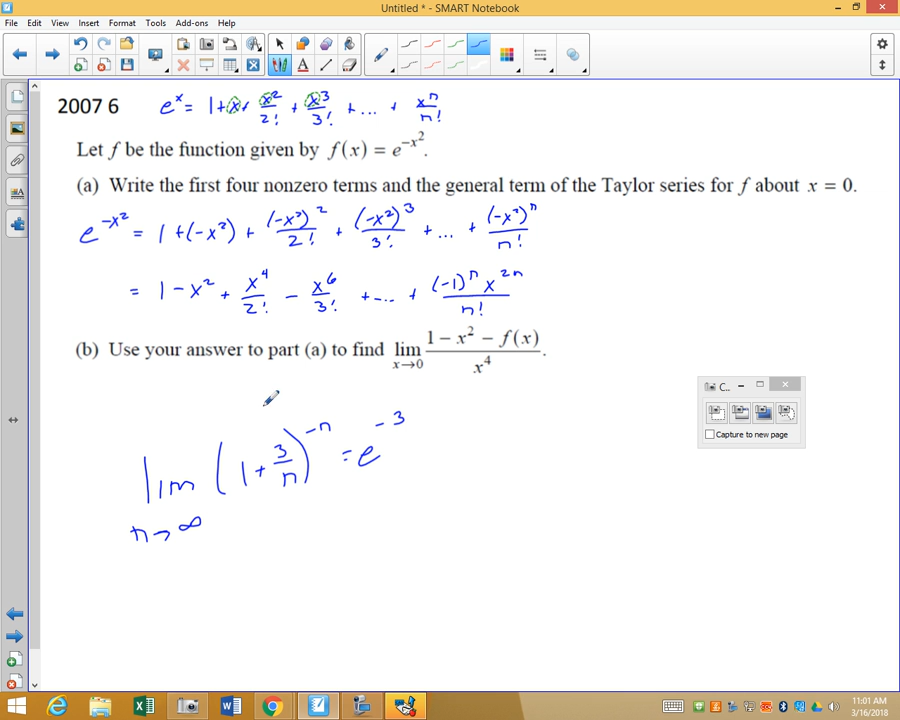 Untitled * - SMART Notebook
File Edit View Insert Format Tools Add-ons Help
2007 6 e^x = 1 + x + x^2/2! + x^3/3! + ... + x^n/n!
Let f be the function given by f(x) = e^{-x^2}.
(a) Write the first four nonzero terms and the general term of the Taylor series for f about x = 0.
e^{-x^2} = 1 + (-x^2) + (-x^2)^2/2! + (-x^2)^3/3! + ... + (-x^2)^n/n!
= 1 - x^2 + x^4/2! - x^6/3! + ... + (-1)^n x^{2n}/n!
(b) Use your answer to part (a) to find lim_{x→0} (1 - x^2 - f(x))/x^4.
C...
Capture to new page
lim_{n→∞} (1 + 3/n)^{-n} = e^{-3}
11:01 AM
3/16/2018